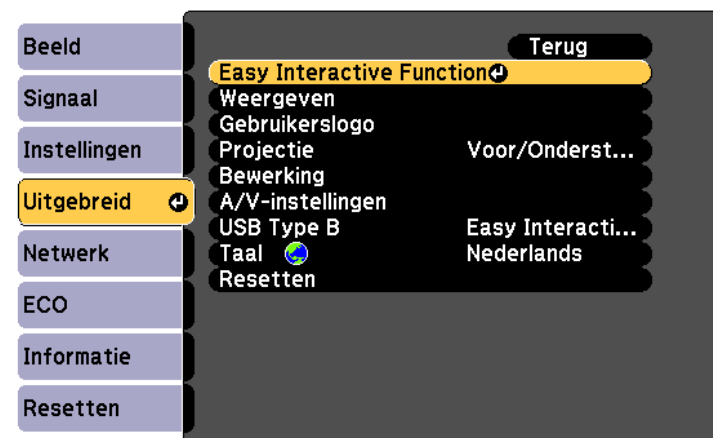 Beeld
Signaal
Instellingen
Uitgebreid
Netwerk
ECO
Informatie
Resetten
Terug
Easy Interactive Function
Weergeven
Gebruikerslogo
Projectie Voor/Onderst...
Bewerking
A/V-instellingen
USB Type B Easy Interacti...
Taal Nederlands
Resetten